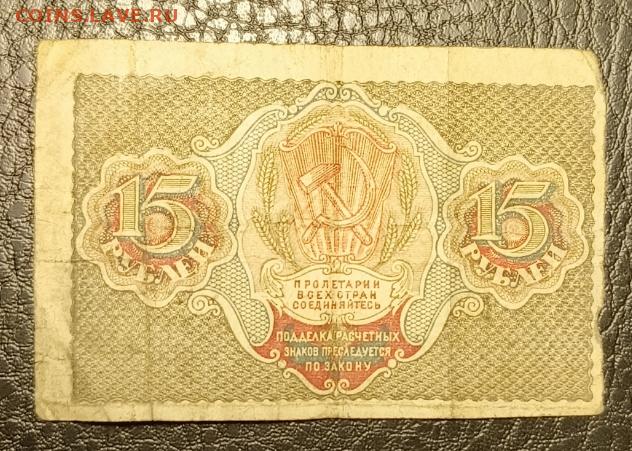 COINS.LAVE.RU
15
РУБЛЕЙ
15
РУБЛЕЙ
ПРОЛЕТАРИИ
ВСЕХ СТРАН
СОЕДИНЯЙТЕСЬ
ПОДДЕЛКА РАСЧЕТНЫХ
ЗНАКОВ ПРЕСЛЕДУЕТСЯ
ПО ЗАКОНУ